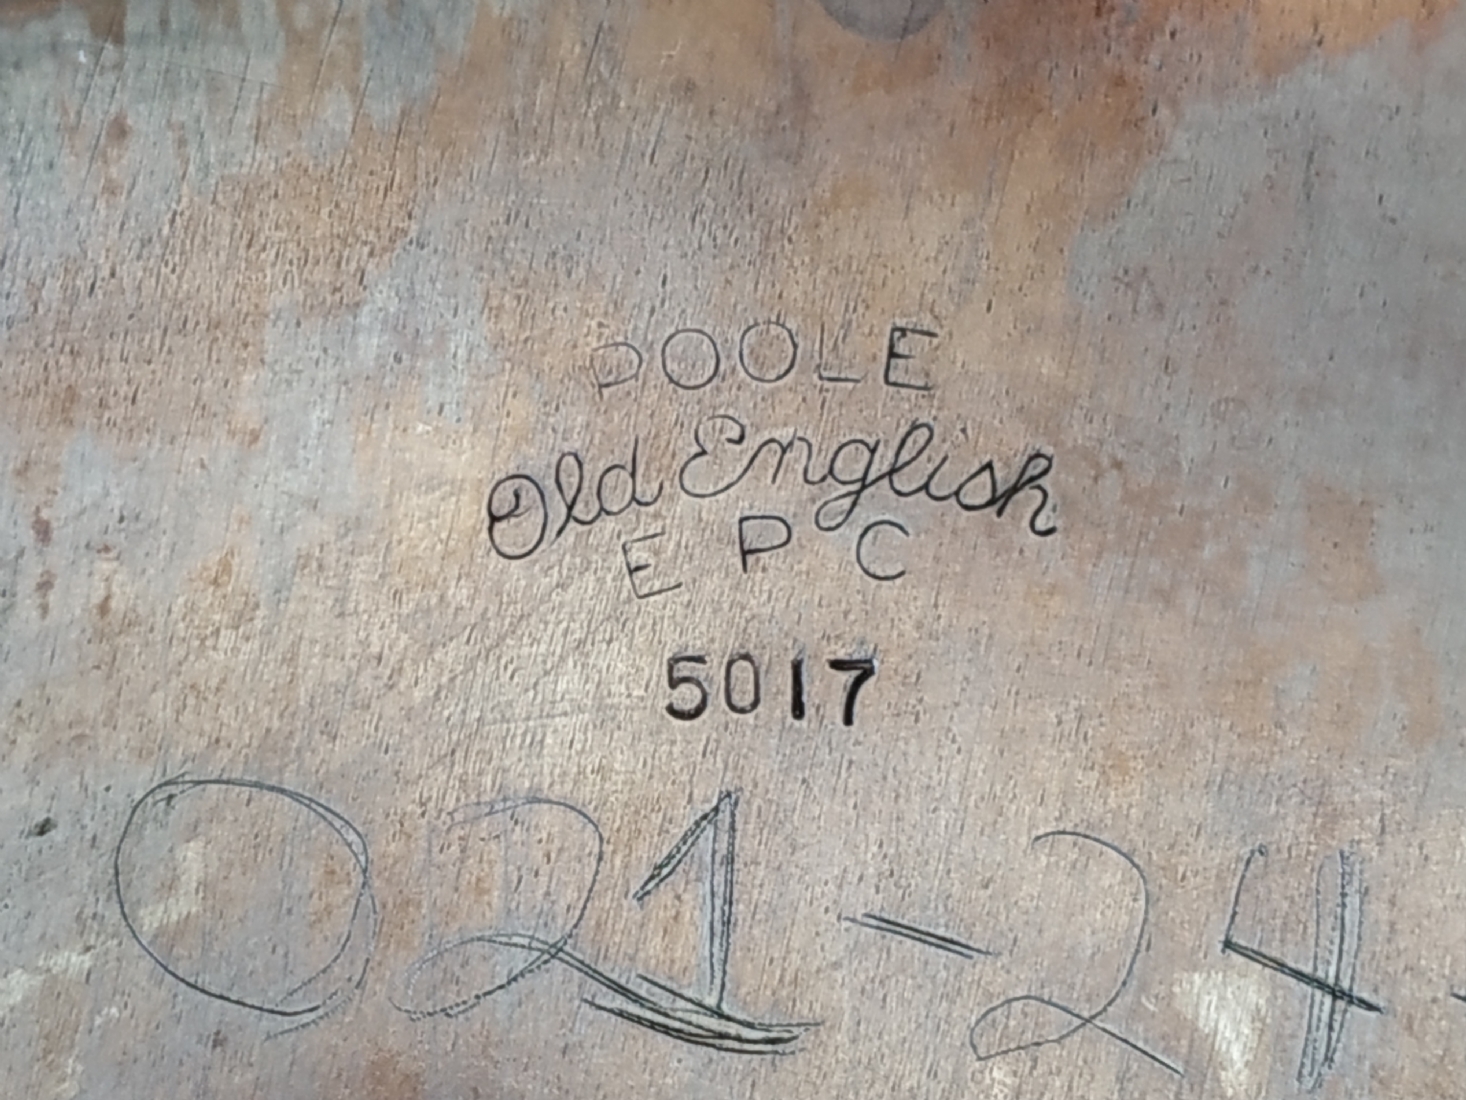 POOLE
Old English
E P C
5017
021-24-